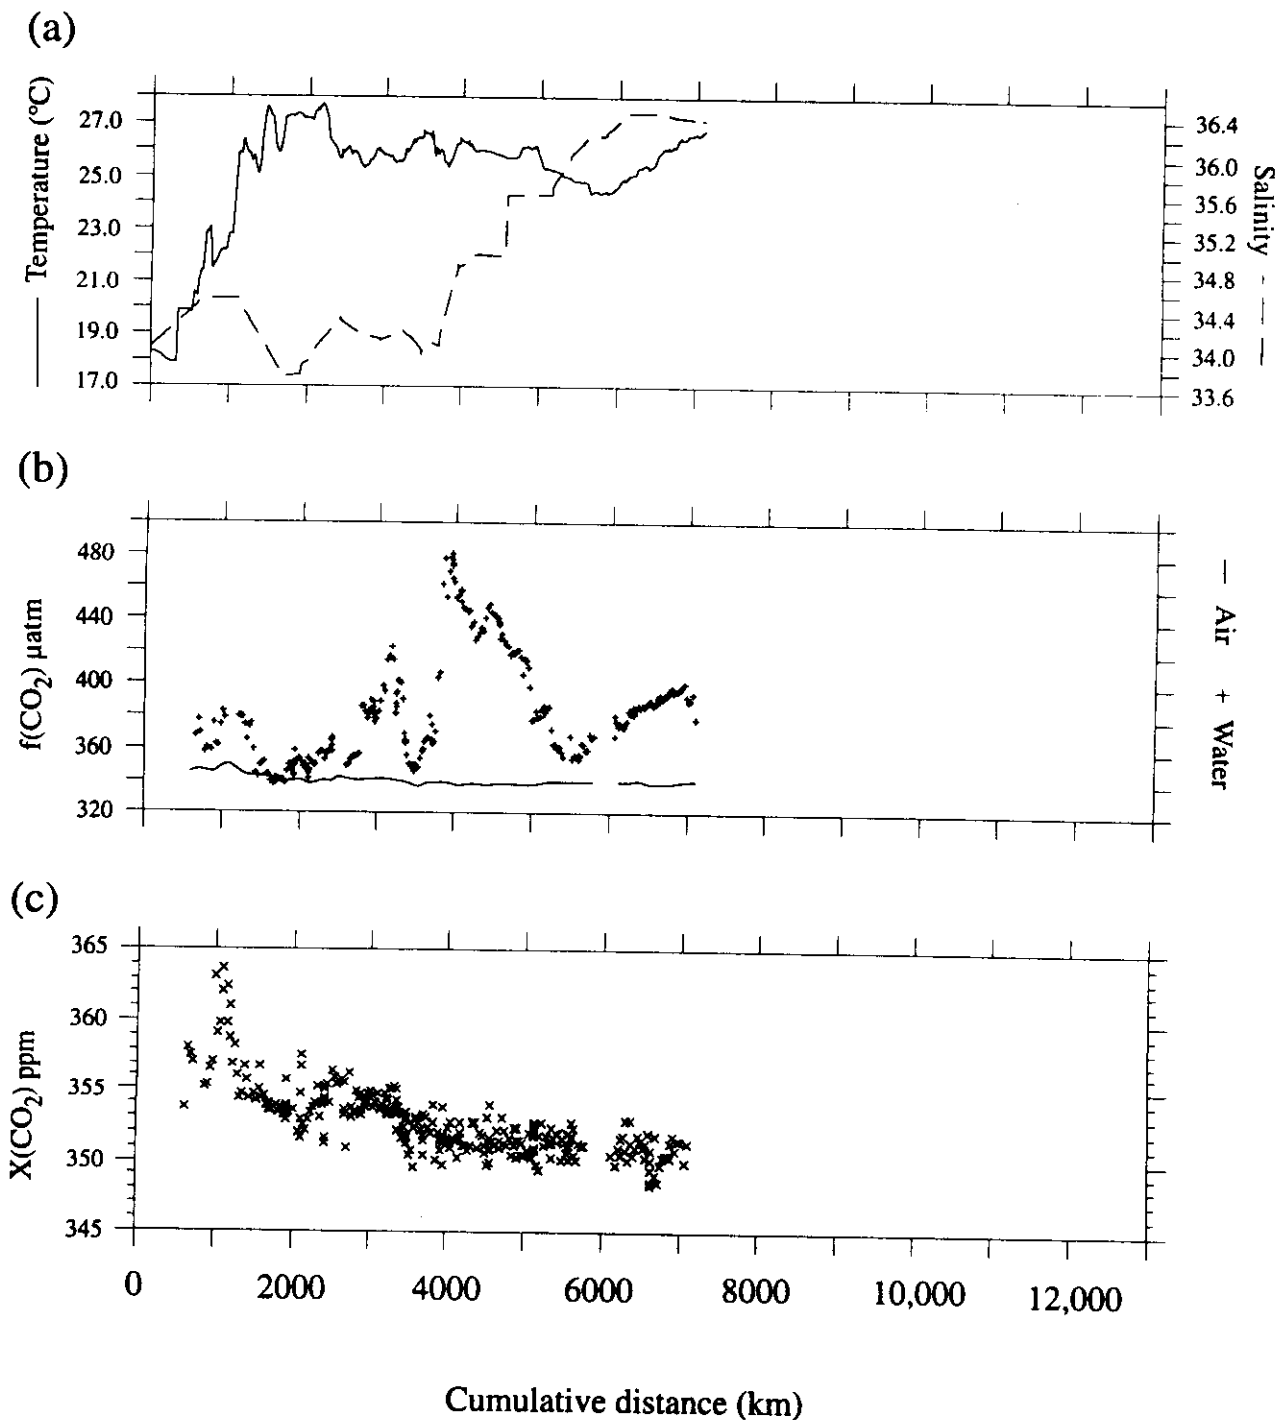 (a)
Temperature (°C)
27.0
25.0
23.0
21.0
19.0
17.0
36.4
36.0
35.6
35.2
34.8
34.4
34.0
33.6
Salinity
(b)
f(CO₂) µatm
480
440
400
360
320
Air + Water
(c)
X(CO₂) ppm
365
360
355
350
345
0 2000 4000 6000 8000 10,000 12,000
Cumulative distance (km)